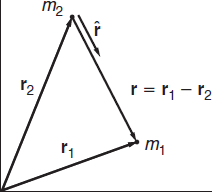 m₂
r̂
r₂
r = r₁ − r₂
r₁
m₁